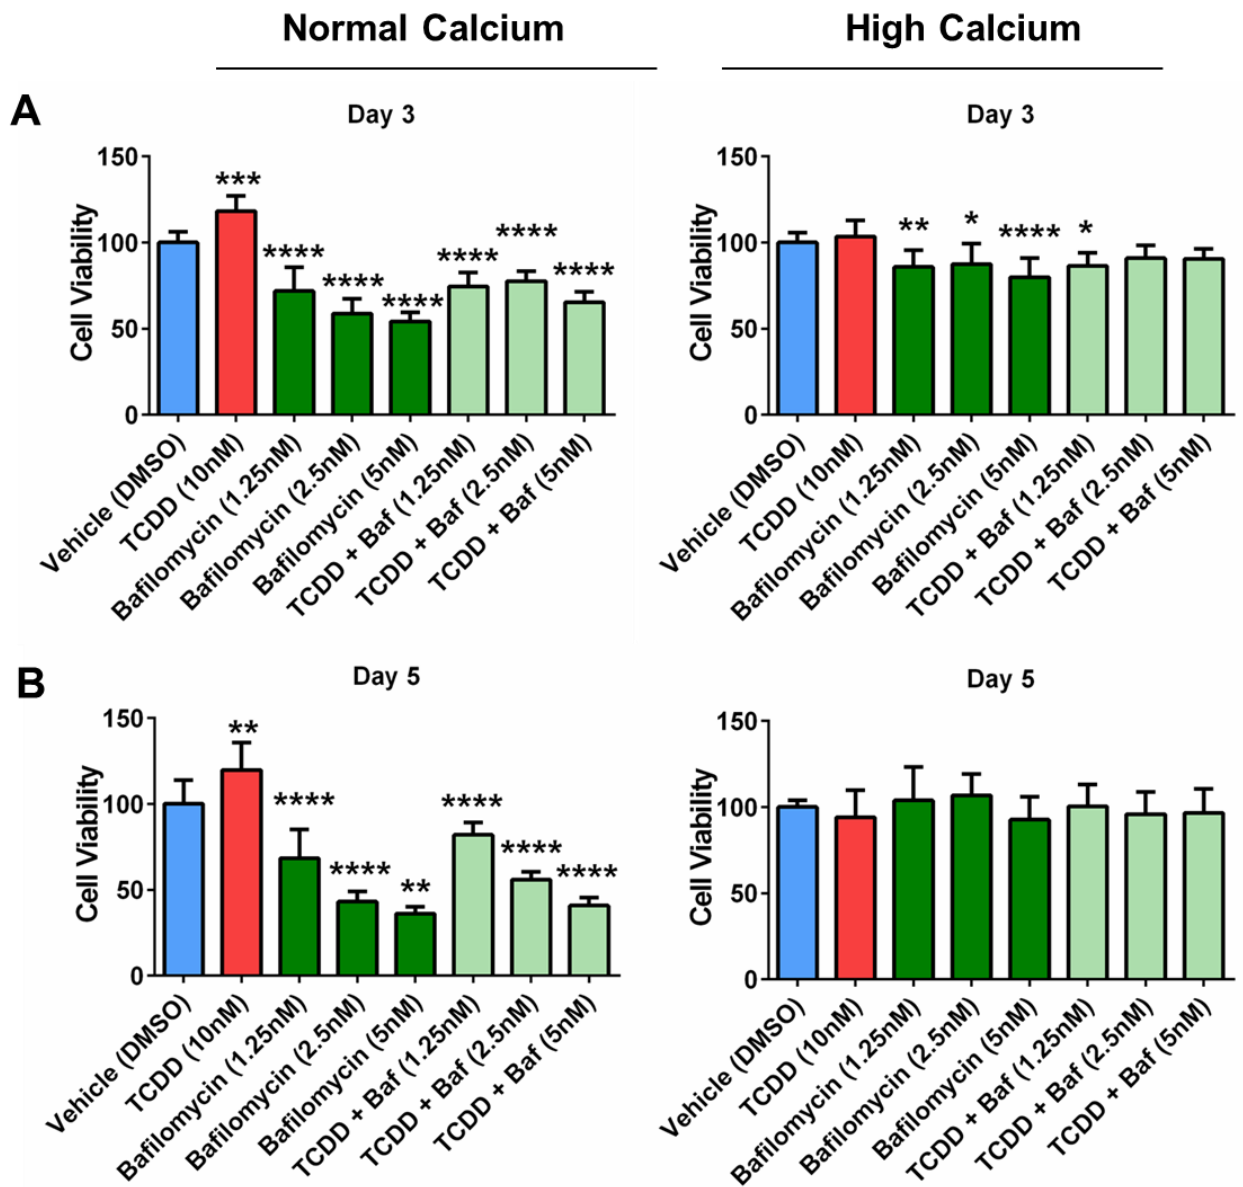 Normal Calcium
High Calcium
A
Day 3
Cell Viability
150
100
50
0
***
****
****
****
****
****
****
Vehicle (DMSO)
TCDD (10nM)
Bafilomycin (1.25nM)
Bafilomycin (2.5nM)
Bafilomycin (5nM)
TCDD + Baf (1.25nM)
TCDD + Baf (2.5nM)
TCDD + Baf (5nM)
Day 3
Cell Viability
150
100
50
0
**
*
****
*
Vehicle (DMSO)
TCDD (10nM)
Bafilomycin (1.25nM)
Bafilomycin (2.5nM)
Bafilomycin (5nM)
TCDD + Baf (1.25nM)
TCDD + Baf (2.5nM)
TCDD + Baf (5nM)
B
Day 5
Cell Viability
150
100
50
0
**
****
****
**
****
****
****
Vehicle (DMSO)
TCDD (10nM)
Bafilomycin (1.25nM)
Bafilomycin (2.5nM)
Bafilomycin (5nM)
TCDD + Baf (1.25nM)
TCDD + Baf (2.5nM)
TCDD + Baf (5nM)
Day 5
Cell Viability
150
100
50
0
Vehicle (DMSO)
TCDD (10nM)
Bafilomycin (1.25nM)
Bafilomycin (2.5nM)
Bafilomycin (5nM)
TCDD + Baf (1.25nM)
TCDD + Baf (2.5nM)
TCDD + Baf (5nM)